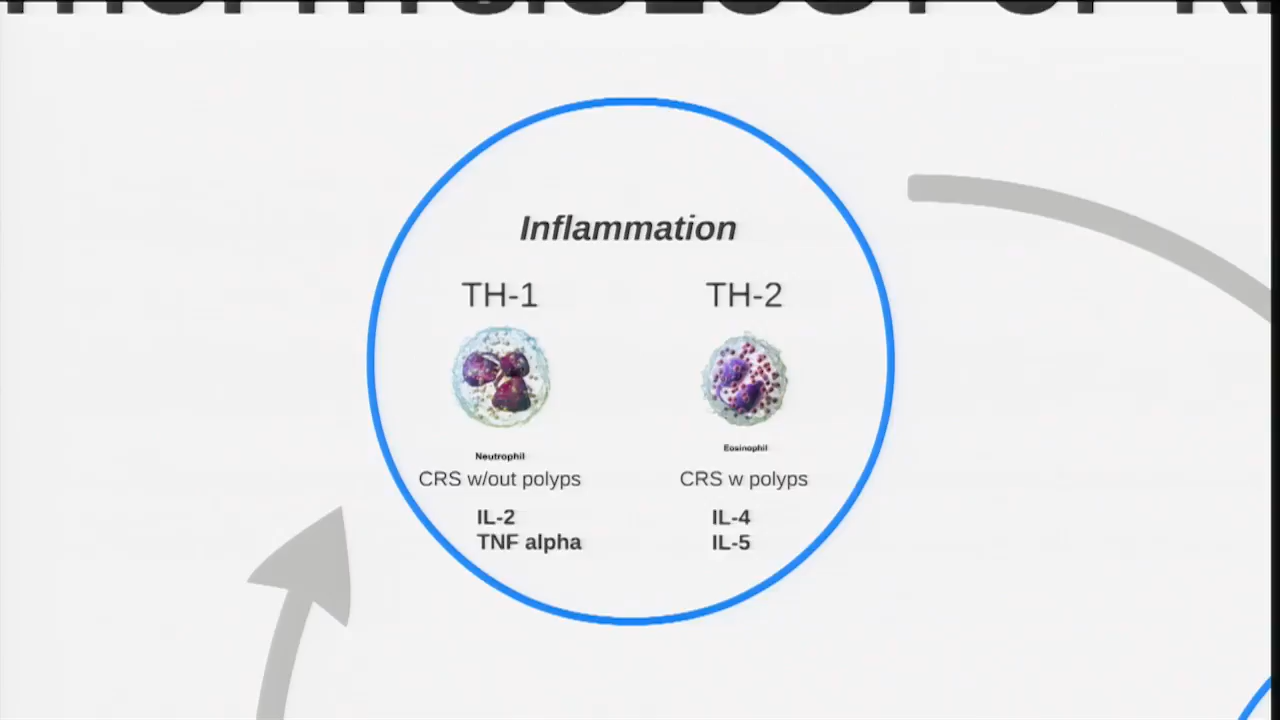 Inflammation
TH-1 TH-2
Neutrophil Eosinophil
CRS w/out polyps CRS w polyps
IL-2 IL-4
TNF alpha IL-5